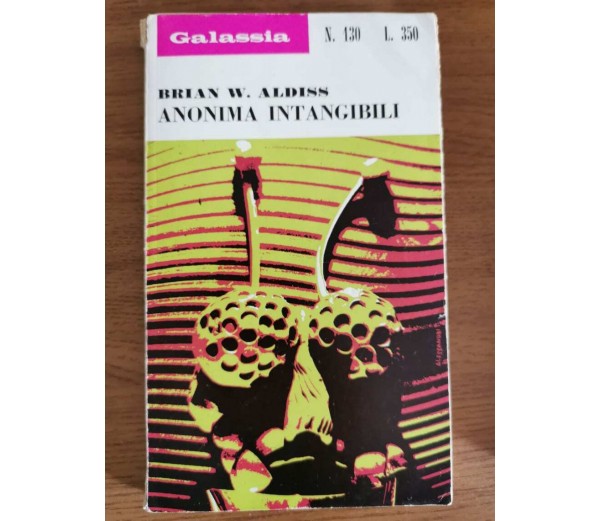 Galassia N. 130 L. 350
BRIAN W. ALDISS
ANONIMA INTANGIBILI